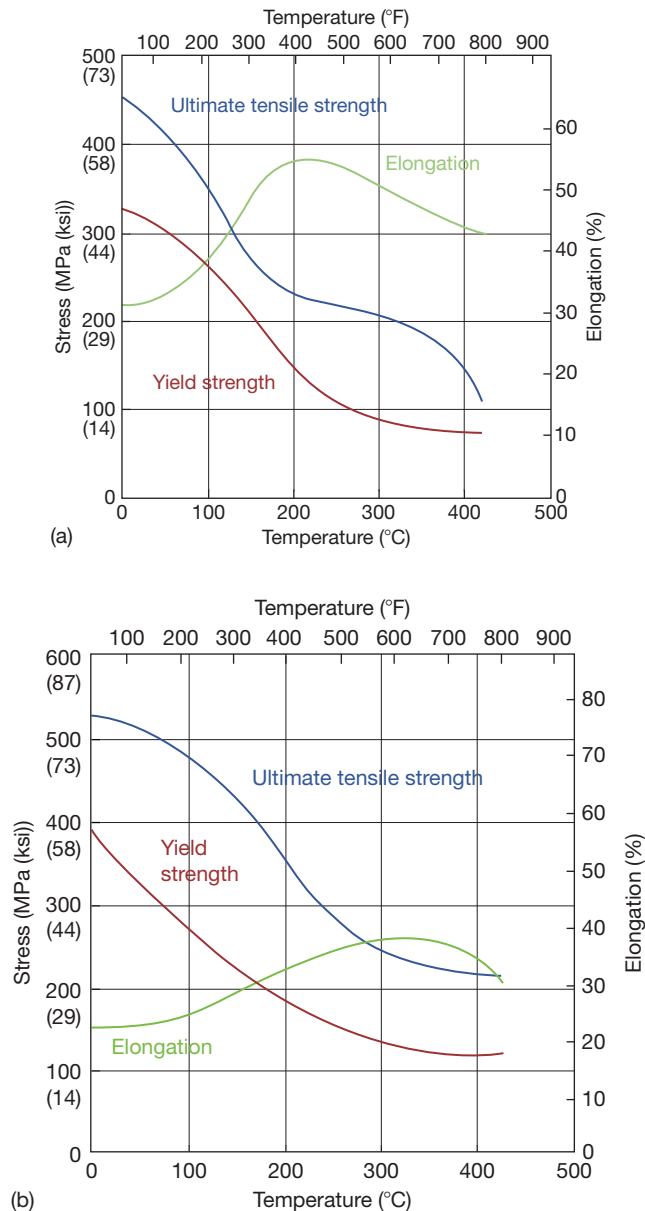 Temperature (°F)
100 200 300 400 500 600 700 800 900
500
(73)
Ultimate tensile strength
60
400
(58)
Elongation
50
300
(44)
40
Stress (MPa (ksi))
Elongation (%)
30
200
(29)
20
Yield strength
100
(14)
10
0
0
0 100 200 300 400 500
Temperature (°C)
(a)
Temperature (°F)
100 200 300 400 500 600 700 800 900
600
(87)
80
500
(73)
70
Ultimate tensile strength
60
400
(58)
Yield
strength
50
300
(44)
40
Stress (MPa (ksi))
Elongation (%)
30
200
(29)
20
Elongation
100
(14)
10
0
0
0 100 200 300 400 500
Temperature (°C)
(b)